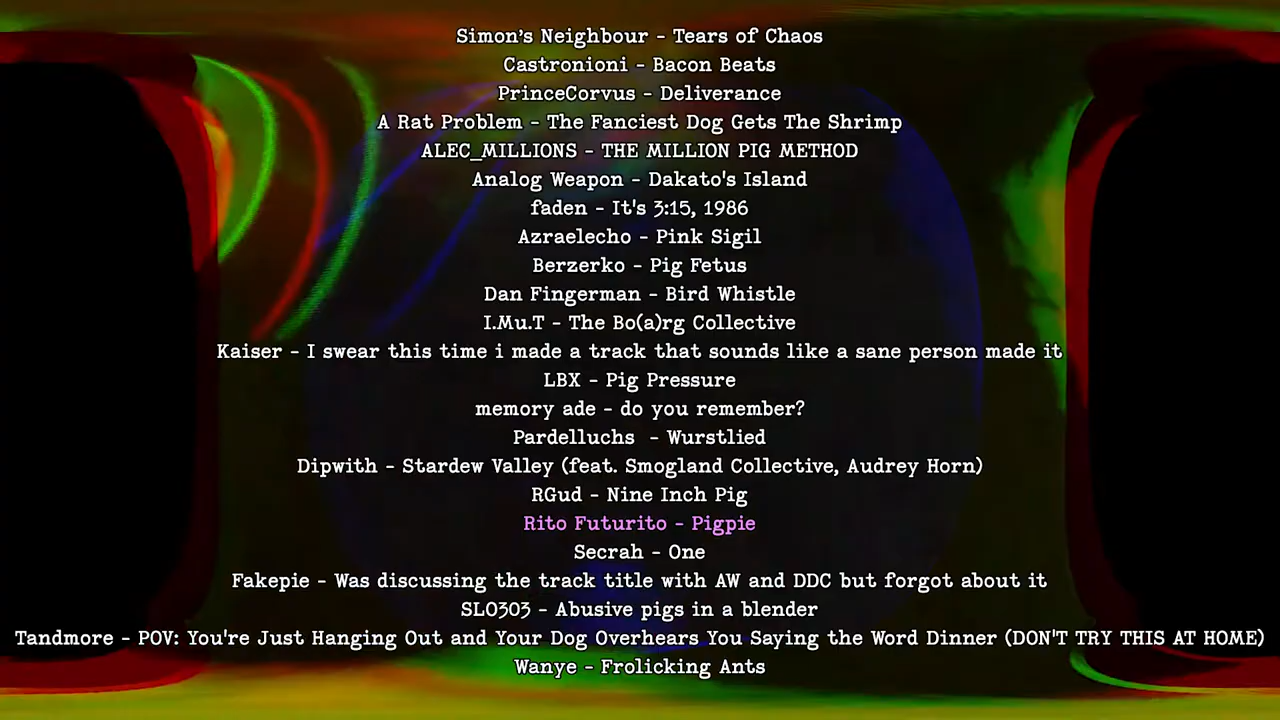 Simon's Neighbour - Tears of Chaos
Castronioni - Bacon Beats
PrinceCorvus - Deliverance
A Rat Problem - The Fanciest Dog Gets The Shrimp
ALEC_MILLIONS - THE MILLION PIG METHOD
Analog Weapon - Dakato's Island
faden - It's 3:15, 1986
Azraelecho - Pink Sigil
Berzerko - Pig Fetus
Dan Fingerman - Bird Whistle
I.Mu.T - The Bo(a)rg Collective
Kaiser - I swear this time i made a track that sounds like a sane person made it
LBX - Pig Pressure
memory ade - do you remember?
Pardelluchs  - Wurstlied
Dipwith - Stardew Valley (feat. Smogland Collective, Audrey Horn)
RGud - Nine Inch Pig
Rito Futurito - Pigpie
Secrah - One
Fakepie - Was discussing the track title with AW and DDC but forgot about it
SLO303 - Abusive pigs in a blender
Tandmore - POV: You're Just Hanging Out and Your Dog Overhears You Saying the Word Dinner (DON'T TRY THIS AT HOME)
Wanye - Frolicking Ants